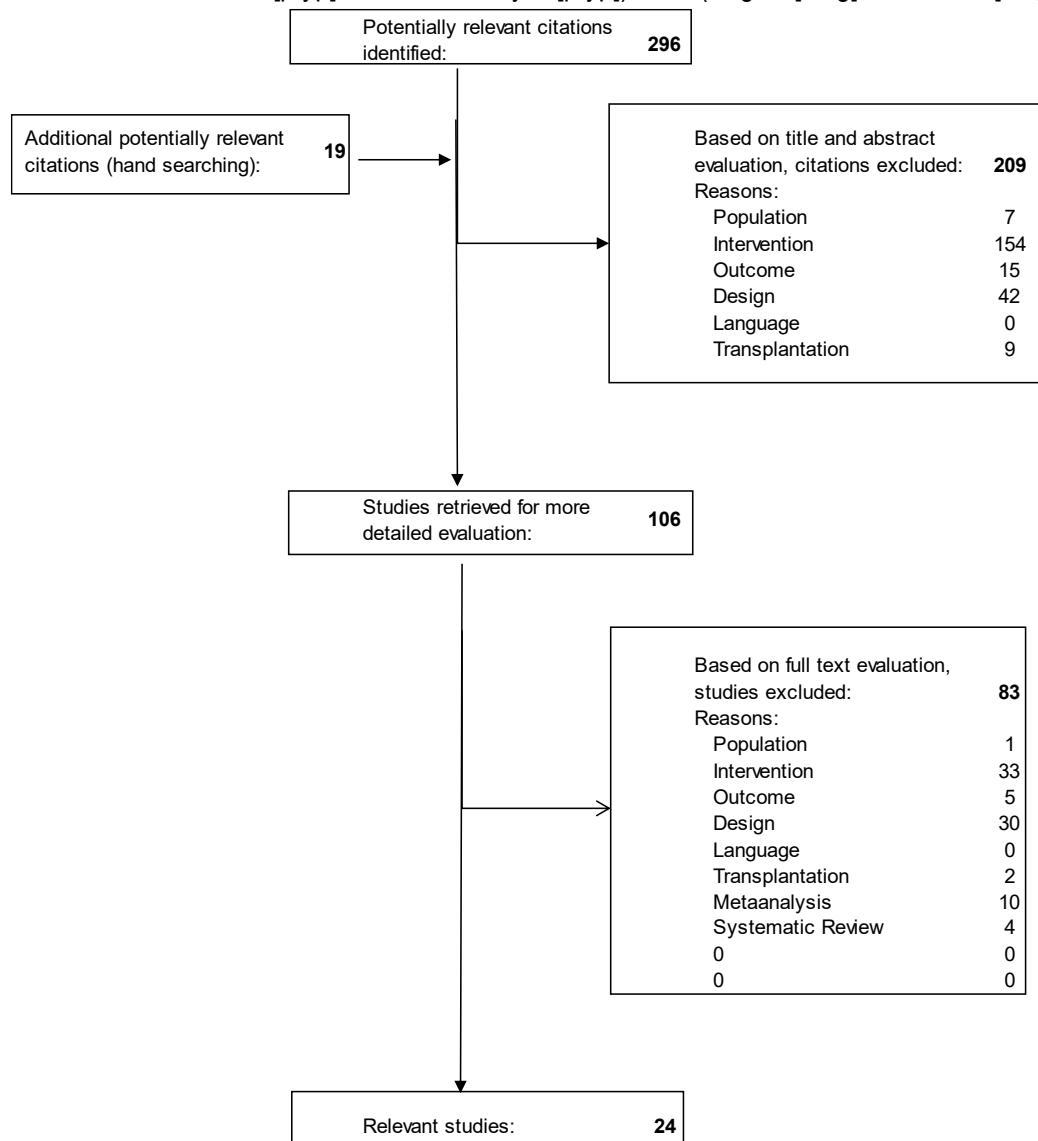 Potentially relevant citations
identified: 296
Additional potentially relevant
citations (hand searching): 19
Based on title and abstract
evaluation, citations excluded: 209
Reasons:
Population 7
Intervention 154
Outcome 15
Design 42
Language 0
Transplantation 9
Studies retrieved for more
detailed evaluation: 106
Based on full text evaluation,
studies excluded: 83
Reasons:
Population 1
Intervention 33
Outcome 5
Design 30
Language 0
Transplantation 2
Metaanalysis 10
Systematic Review 4
0 0
0 0
Relevant studies: 24